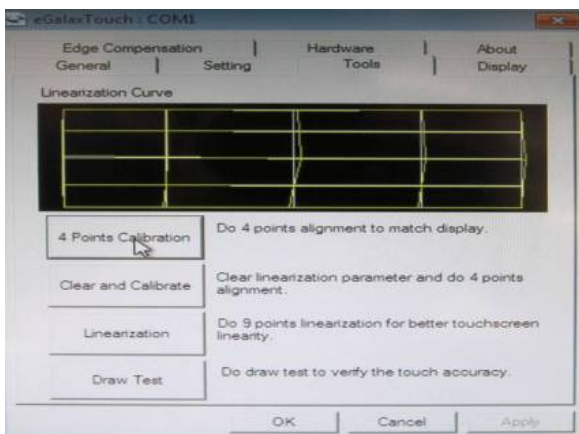 eGalaxTouch : COM1
Edge Compensation Hardware About
General Setting Tools Display
Linearization Curve
4 Points Calibration Do 4 points alignment to match display.
Clear and Calibrate Clear linearization parameter and do 4 points
alignment.
Linearization Do 9 points linearization for better touchscreen
linearity.
Draw Test Do draw test to verify the touch accuracy.
OK Cancel Apply